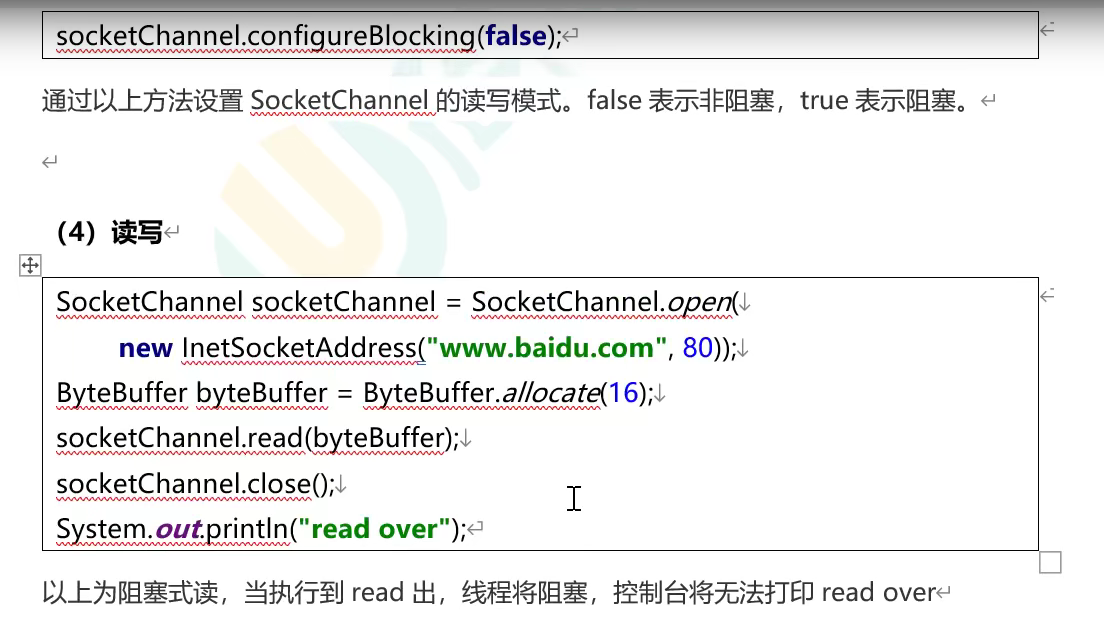 socketChannel.configureBlocking(false);
通过以上方法设置 SocketChannel 的读写模式。false 表示非阻塞，true 表示阻塞。
（4）读写
SocketChannel socketChannel = SocketChannel.open(
new InetSocketAddress("www.baidu.com", 80));
ByteBuffer byteBuffer = ByteBuffer.allocate(16);
socketChannel.read(byteBuffer);
socketChannel.close();
System.out.println("read over");
以上为阻塞式读，当执行到 read 出，线程将阻塞，控制台将无法打印 read over